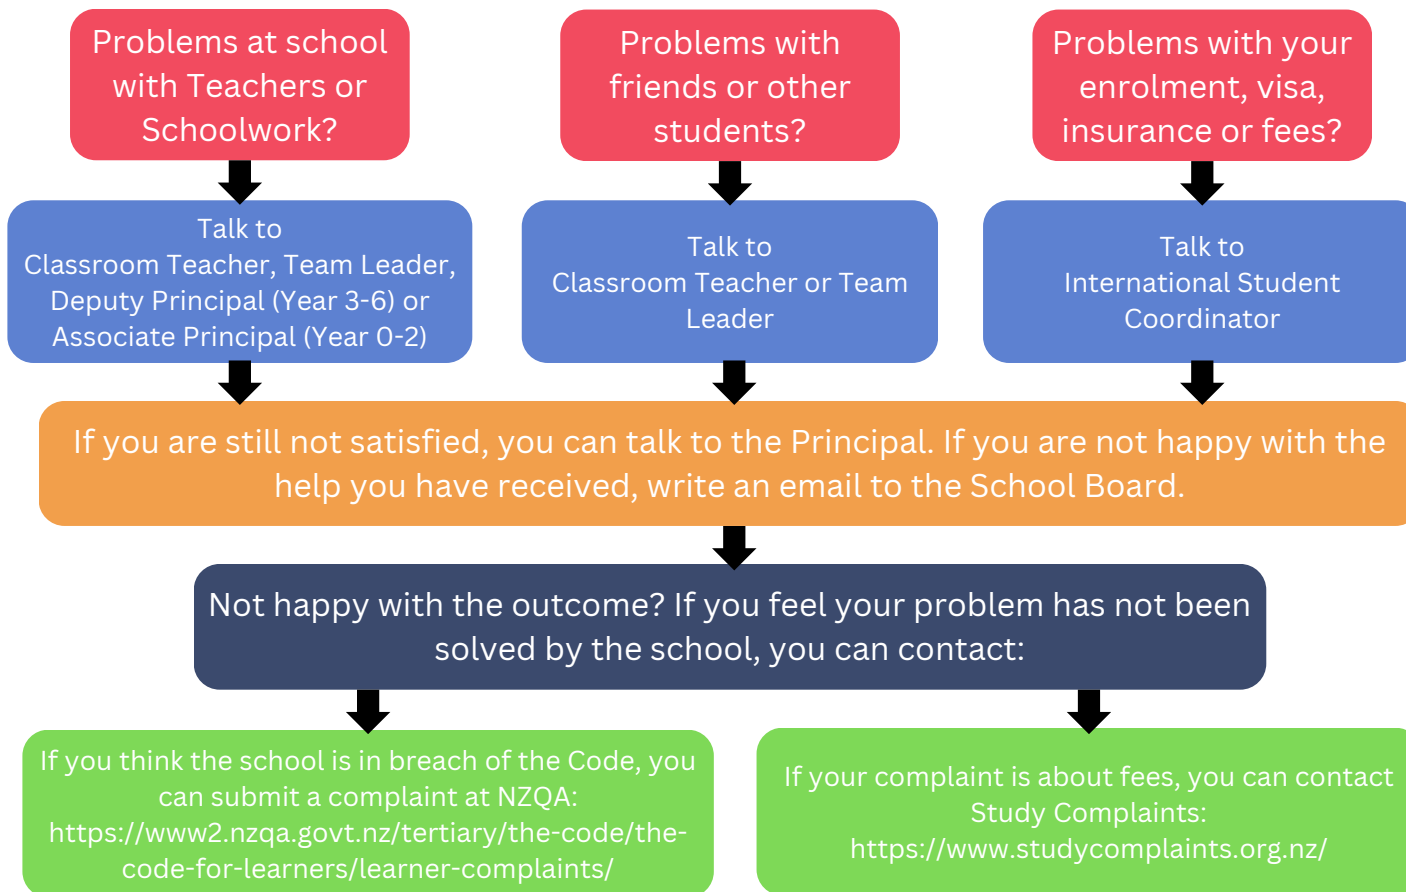 Problems at school
with Teachers or
Schoolwork?
Problems with
friends or other
students?
Problems with your
enrolment, visa,
insurance or fees?
Talk to
Classroom Teacher, Team Leader,
Deputy Principal (Year 3-6) or
Associate Principal (Year 0-2)
Talk to
Classroom Teacher or Team
Leader
Talk to
International Student
Coordinator
If you are still not satisfied, you can talk to the Principal. If you are not happy with the
help you have received, write an email to the School Board.
Not happy with the outcome? If you feel your problem has not been
solved by the school, you can contact:
If you think the school is in breach of the Code, you
can submit a complaint at NZQA:
https://www2.nzqa.govt.nz/tertiary/the-code/the-
code-for-learners/learner-complaints/
If your complaint is about fees, you can contact
Study Complaints:
https://www.studycomplaints.org.nz/